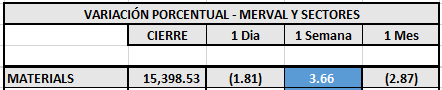 VARIACIÓN PORCENTUAL - MERVAL Y SECTORES
CIERRE 1 Dia 1 Semana 1 Mes
MATERIALS 15,398.53 (1.81) 3.66 (2.87)